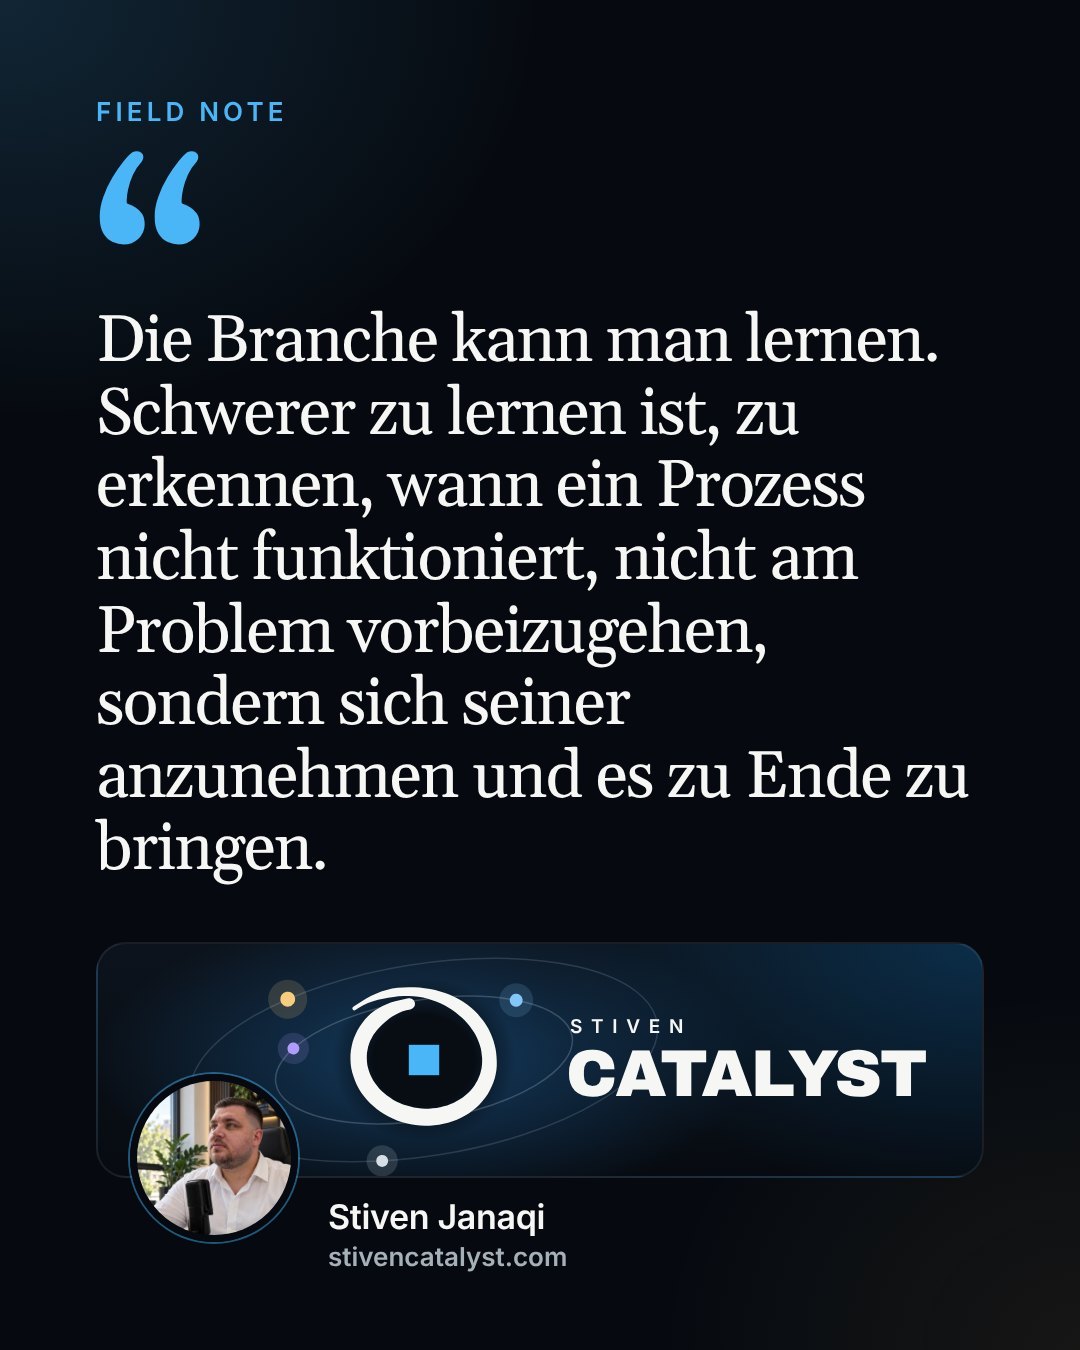 FIELD NOTE
“
Die Branche kann man lernen.
Schwerer zu lernen ist, zu
erkennen, wann ein Prozess
nicht funktioniert, nicht am
Problem vorbeizugehen,
sondern sich seiner
anzunehmen und es zu Ende zu
bringen.
STIVEN
CATALYST
Stiven Janaqi
stivencatalyst.com